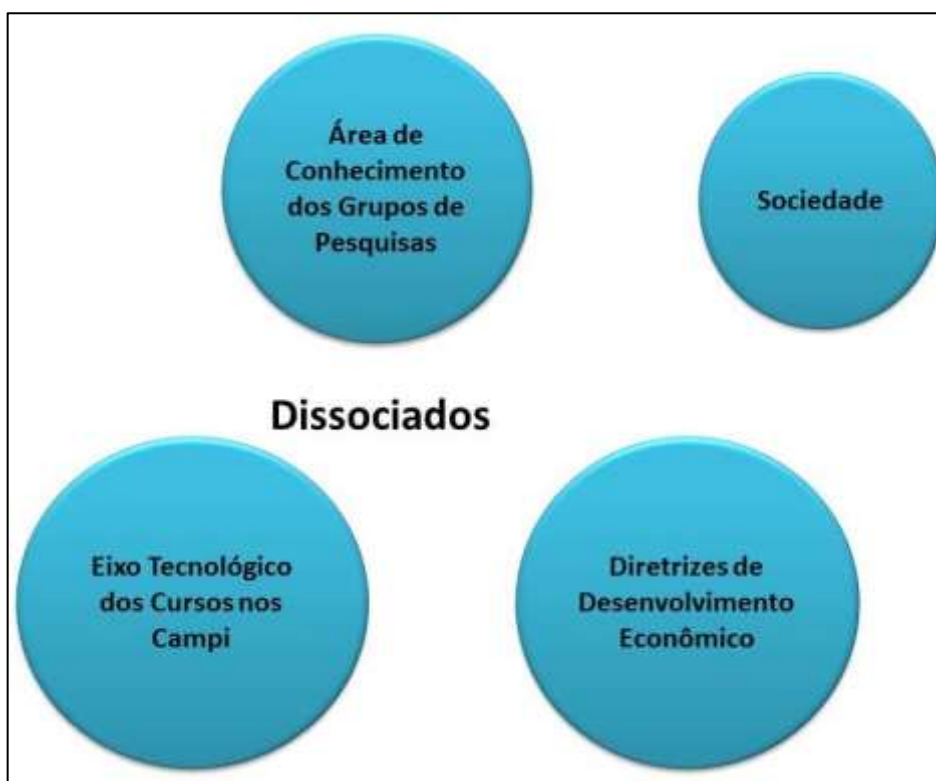 Área de
Conhecimento
dos Grupos de
Pesquisas
Sociedade
Dissociados
Eixo Tecnológico
dos Cursos nos
Campi
Diretrizes de
Desenvolvimento
Econômico